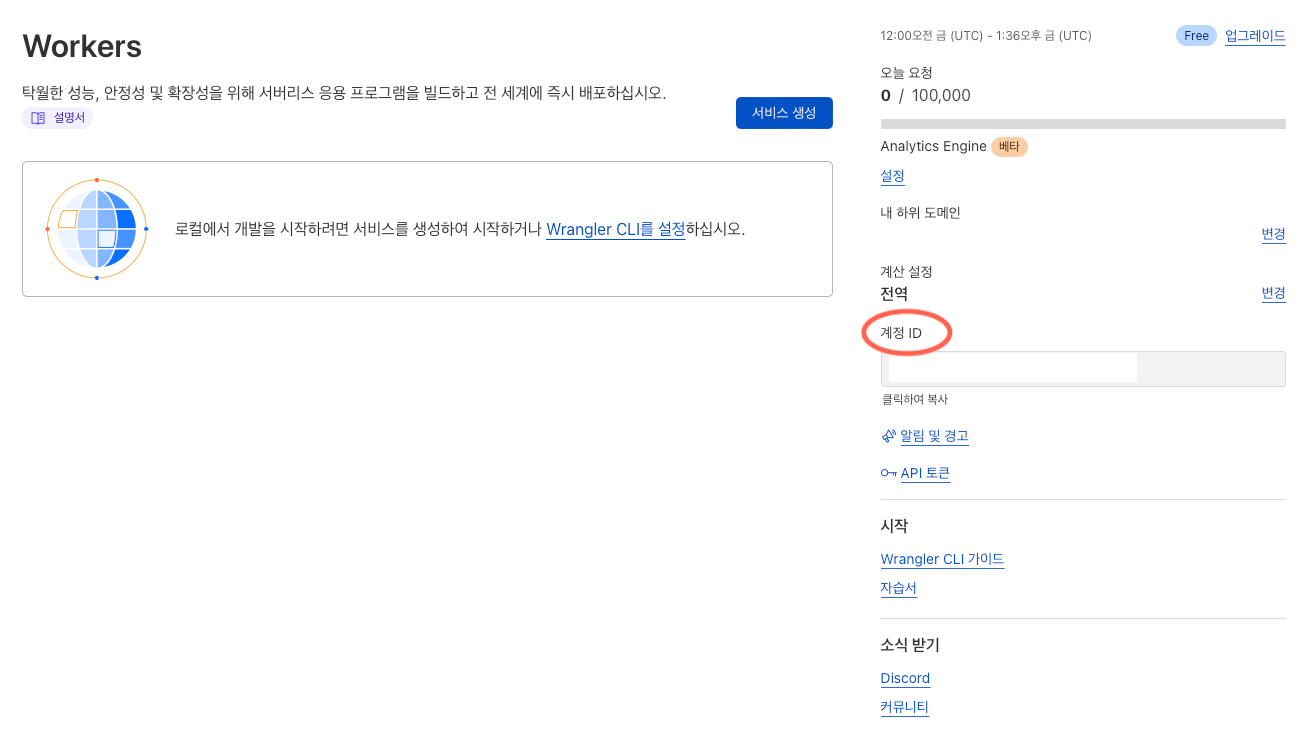 Workers
탁월한 성능, 안정성 및 확장성을 위해 서버리스 응용 프로그램을 빌드하고 전 세계에 즉시 배포하십시오.
설명서
서비스 생성
로컬에서 개발을 시작하려면 서비스를 생성하여 시작하거나 Wrangler CLI를 설정하십시오.
12:00오전 금 (UTC) - 1:36오후 금 (UTC)
Free 업그레이드
오늘 요청
0 / 100,000
Analytics Engine 베타
설정
내 하위 도메인
변경
계산 설정
전역
변경
계정 ID
클릭하여 복사
알림 및 경고
API 토큰
시작
Wrangler CLI 가이드
자습서
소식 받기
Discord
커뮤니티